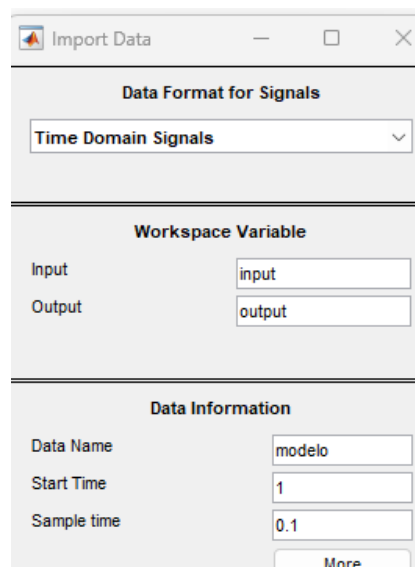 Import Data
Data Format for Signals
Time Domain Signals
Workspace Variable
Input input
Output output
Data Information
Data Name modelo
Start Time 1
Sample time 0.1
More